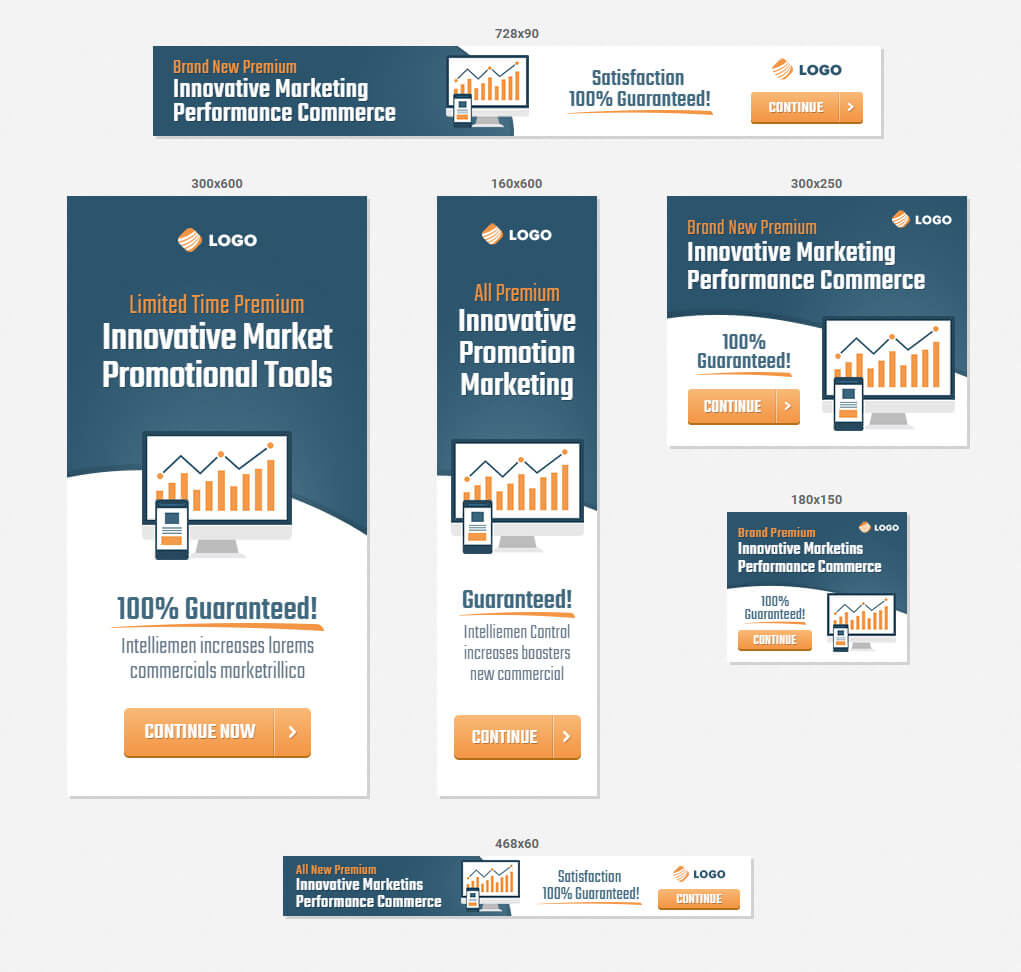 728x90
Brand New Premium
Innovative Marketing
Performance Commerce
Satisfaction
100% Guaranteed!
LOGO
CONTINUE
300x600
LOGO
Limited Time Premium
Innovative Market
Promotional Tools
100% Guaranteed!
Intelliemen increases lorems
commercials marketrillico
CONTINUE NOW
160x600
LOGO
All Premium
Innovative
Promotion
Marketing
Guaranteed!
Intelliemen Control
increases boosters
new commercial
CONTINUE
300x250
LOGO
Brand New Premium
Innovative Marketing
Performance Commerce
100%
Guaranteed!
CONTINUE
180x150
LOGO
Brand Premium
Innovative Marketins
Performance Commerce
100%
Guaranteed!
CONTINUE
468x60
All New Premium
Innovative Marketins
Performance Commerce
Satisfaction
100% Guaranteed!
LOGO
CONTINUE